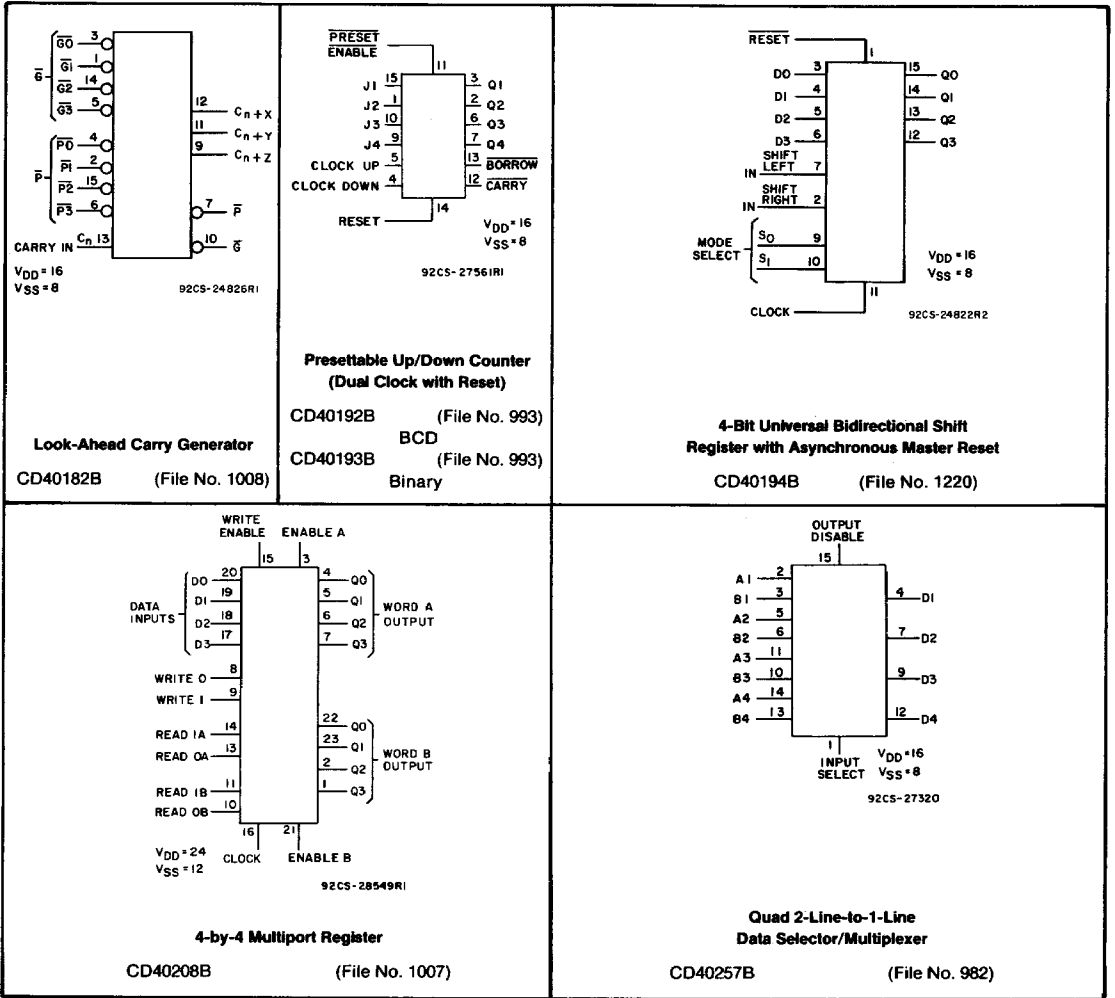 G̅0̅ 3
G̅1̅ 1
G̅2̅ 14
G̅3̅ 5
G̅
P̅0̅ 4
P̅1̅ 2
P̅2̅ 15
P̅3̅ 6
P̅
CARRY IN Cn 13
12 Cn+X
11 Cn+Y
9 Cn+Z
7 P̅
10 G̅
VDD = 16
VSS = 8
92CS-24826R1
Look-Ahead Carry Generator
CD40182B (File No. 1008)
P̅R̅E̅S̅E̅T̅
E̅N̅A̅B̅L̅E̅
11
J1 15
J2 1
J3 10
J4 9
CLOCK UP 5
CLOCK DOWN 4
RESET
14
3 Q1
2 Q2
6 Q3
7 Q4
13 B̅O̅R̅R̅O̅W̅
12 C̅A̅R̅R̅Y̅
VDD = 16
VSS = 8
92CS-27561R1
Presettable Up/Down Counter
(Dual Clock with Reset)
CD40192B (File No. 993)
BCD
CD40193B (File No. 993)
Binary
R̅E̅S̅E̅T̅
1
D0 3
D1 4
D2 5
D3 6
SHIFT
IN LEFT 7
SHIFT
IN RIGHT 2
MODE
SELECT
S0 9
S1 10
CLOCK
11
15 Q0
14 Q1
13 Q2
12 Q3
VDD = 16
VSS = 8
92CS-24822R2
4-Bit Universal Bidirectional Shift
Register with Asynchronous Master Reset
CD40194B (File No. 1220)
WRITE
ENABLE
ENABLE A
15 3
DATA
INPUTS
D0 20
D1 19
D2 18
D3 17
WRITE 0 8
WRITE 1 9
READ 1A 14
READ 0A 13
READ 1B 11
READ 0B 10
4 Q0
5 Q1
6 Q2
7 Q3
WORD A
OUTPUT
22 Q0
23 Q1
2 Q2
1 Q3
WORD B
OUTPUT
16 21
CLOCK ENABLE B
VDD = 24
VSS = 12
92CS-28549R1
4-by-4 Multiport Register
CD40208B (File No. 1007)
OUTPUT
DISABLE
15
A1 2
B1 3
A2 5
B2 6
A3 11
B3 10
A4 14
B4 13
4 D1
7 D2
9 D3
12 D4
1
INPUT
SELECT
VDD = 16
VSS = 8
92CS-27320
Quad 2-Line-to-1-Line
Data Selector/Multiplexer
CD40257B (File No. 982)